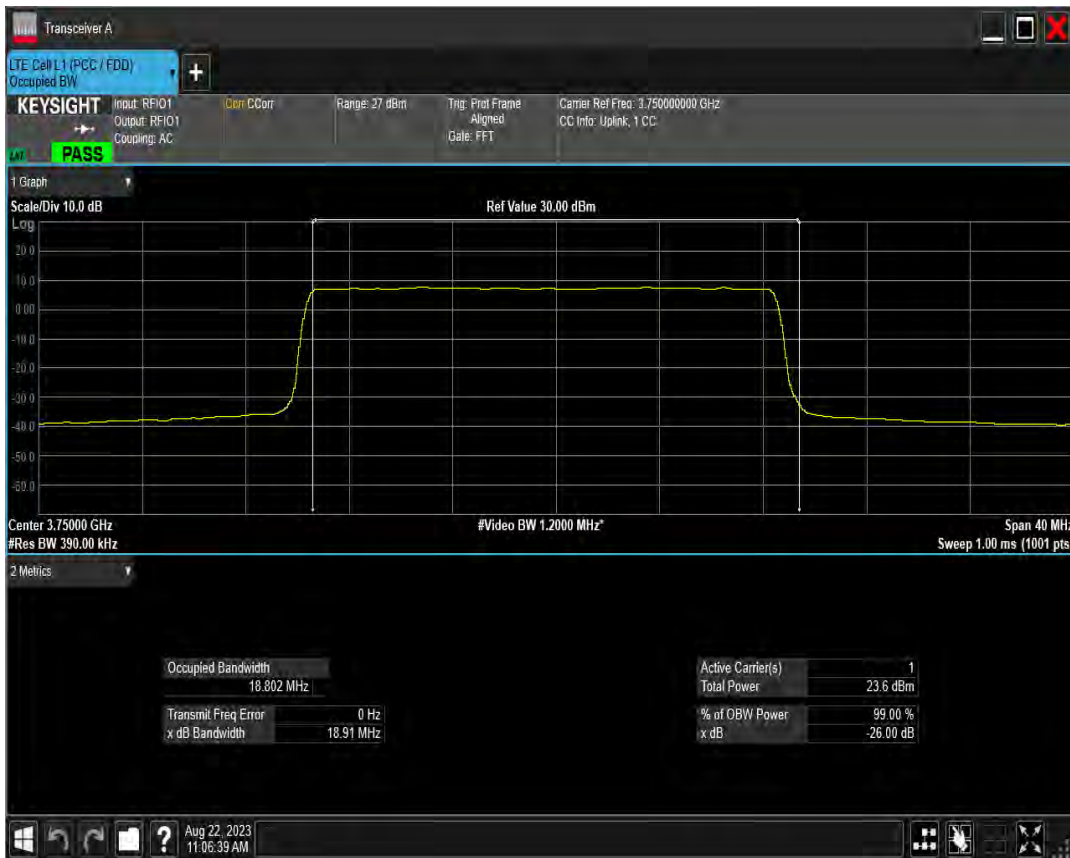 Transceiver A
LTE Cell L1 (PCC / FDD)
Occupied BW
KEYSIGHT
PASS
Input: RFIO1
Output: RFIO1
Coupling: AC
Corr CCorr
Range: 27 dBm
Trig: Prot Frame
Aligned
Gate: FFT
Carrier Ref Freq: 3.750000000 GHz
CC Info: Uplink, 1 CC
1 Graph
Scale/Div 10.0 dB
Ref Value 30.00 dBm
Log
20.0
10.0
0.00
-10.0
-20.0
-30.0
-40.0
-50.0
-60.0
Center 3.75000 GHz
#Video BW 1.2000 MHz*
Span 40 MHz
#Res BW 390.00 kHz
Sweep 1.00 ms (1001 pts
2 Metrics
Occupied Bandwidth
18.802 MHz
Transmit Freq Error 0 Hz
x dB Bandwidth 18.91 MHz
Active Carrier(s) 1
Total Power 23.6 dBm
% of OBW Power 99.00 %
x dB -26.00 dB
Aug 22, 2023
11:06:39 AM